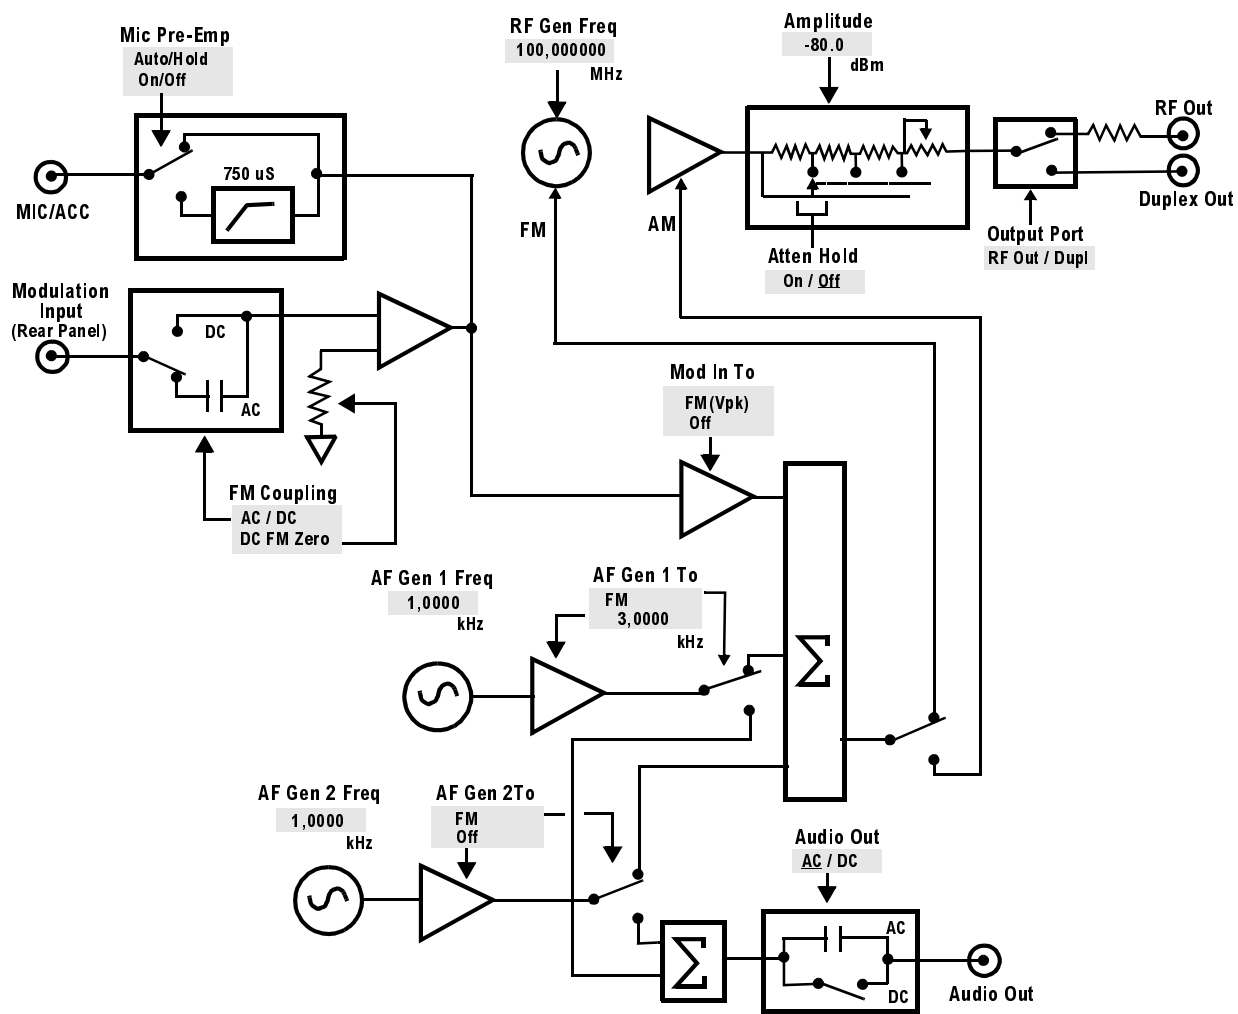 Mic Pre-Emp
Auto/Hold
On/Off
RF Gen Freq
100,000000
MHz
Amplitude
-80.0
dBm
RF Out
750 uS
MIC/ACC
FM
AM
Duplex Out
Output Port
RF Out / Dupl
Atten Hold
On / Off
Modulation
Input
(Rear Panel)
DC
AC
Mod In To
FM(Vpk)
Off
FM Coupling
AC / DC
DC FM Zero
AF Gen 1 Freq
1,0000
kHz
AF Gen 1 To
FM
3,0000
kHz
Σ
AF Gen 2 Freq
1,0000
kHz
AF Gen 2To
FM
Off
Audio Out
AC / DC
Σ
AC
DC
Audio Out